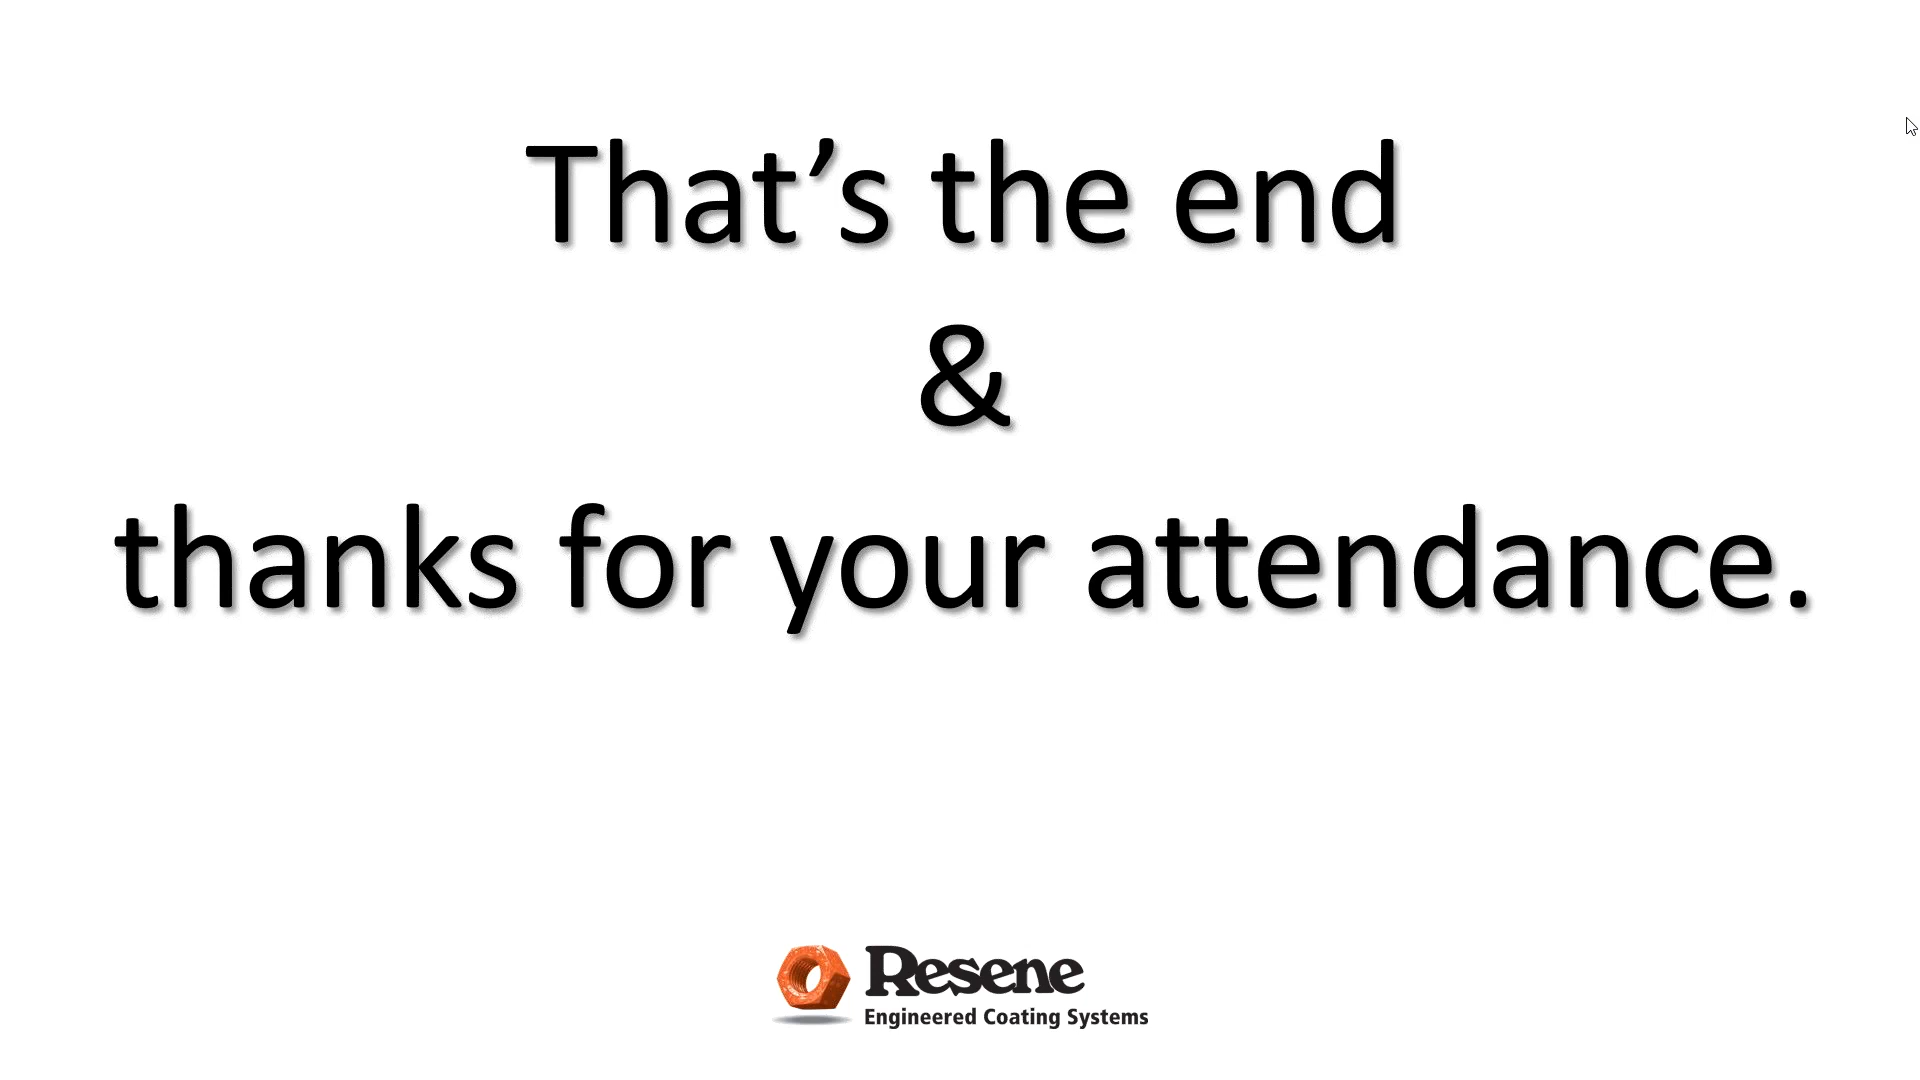 That’s the end
&
thanks for your attendance.
Resene
Engineered Coating Systems